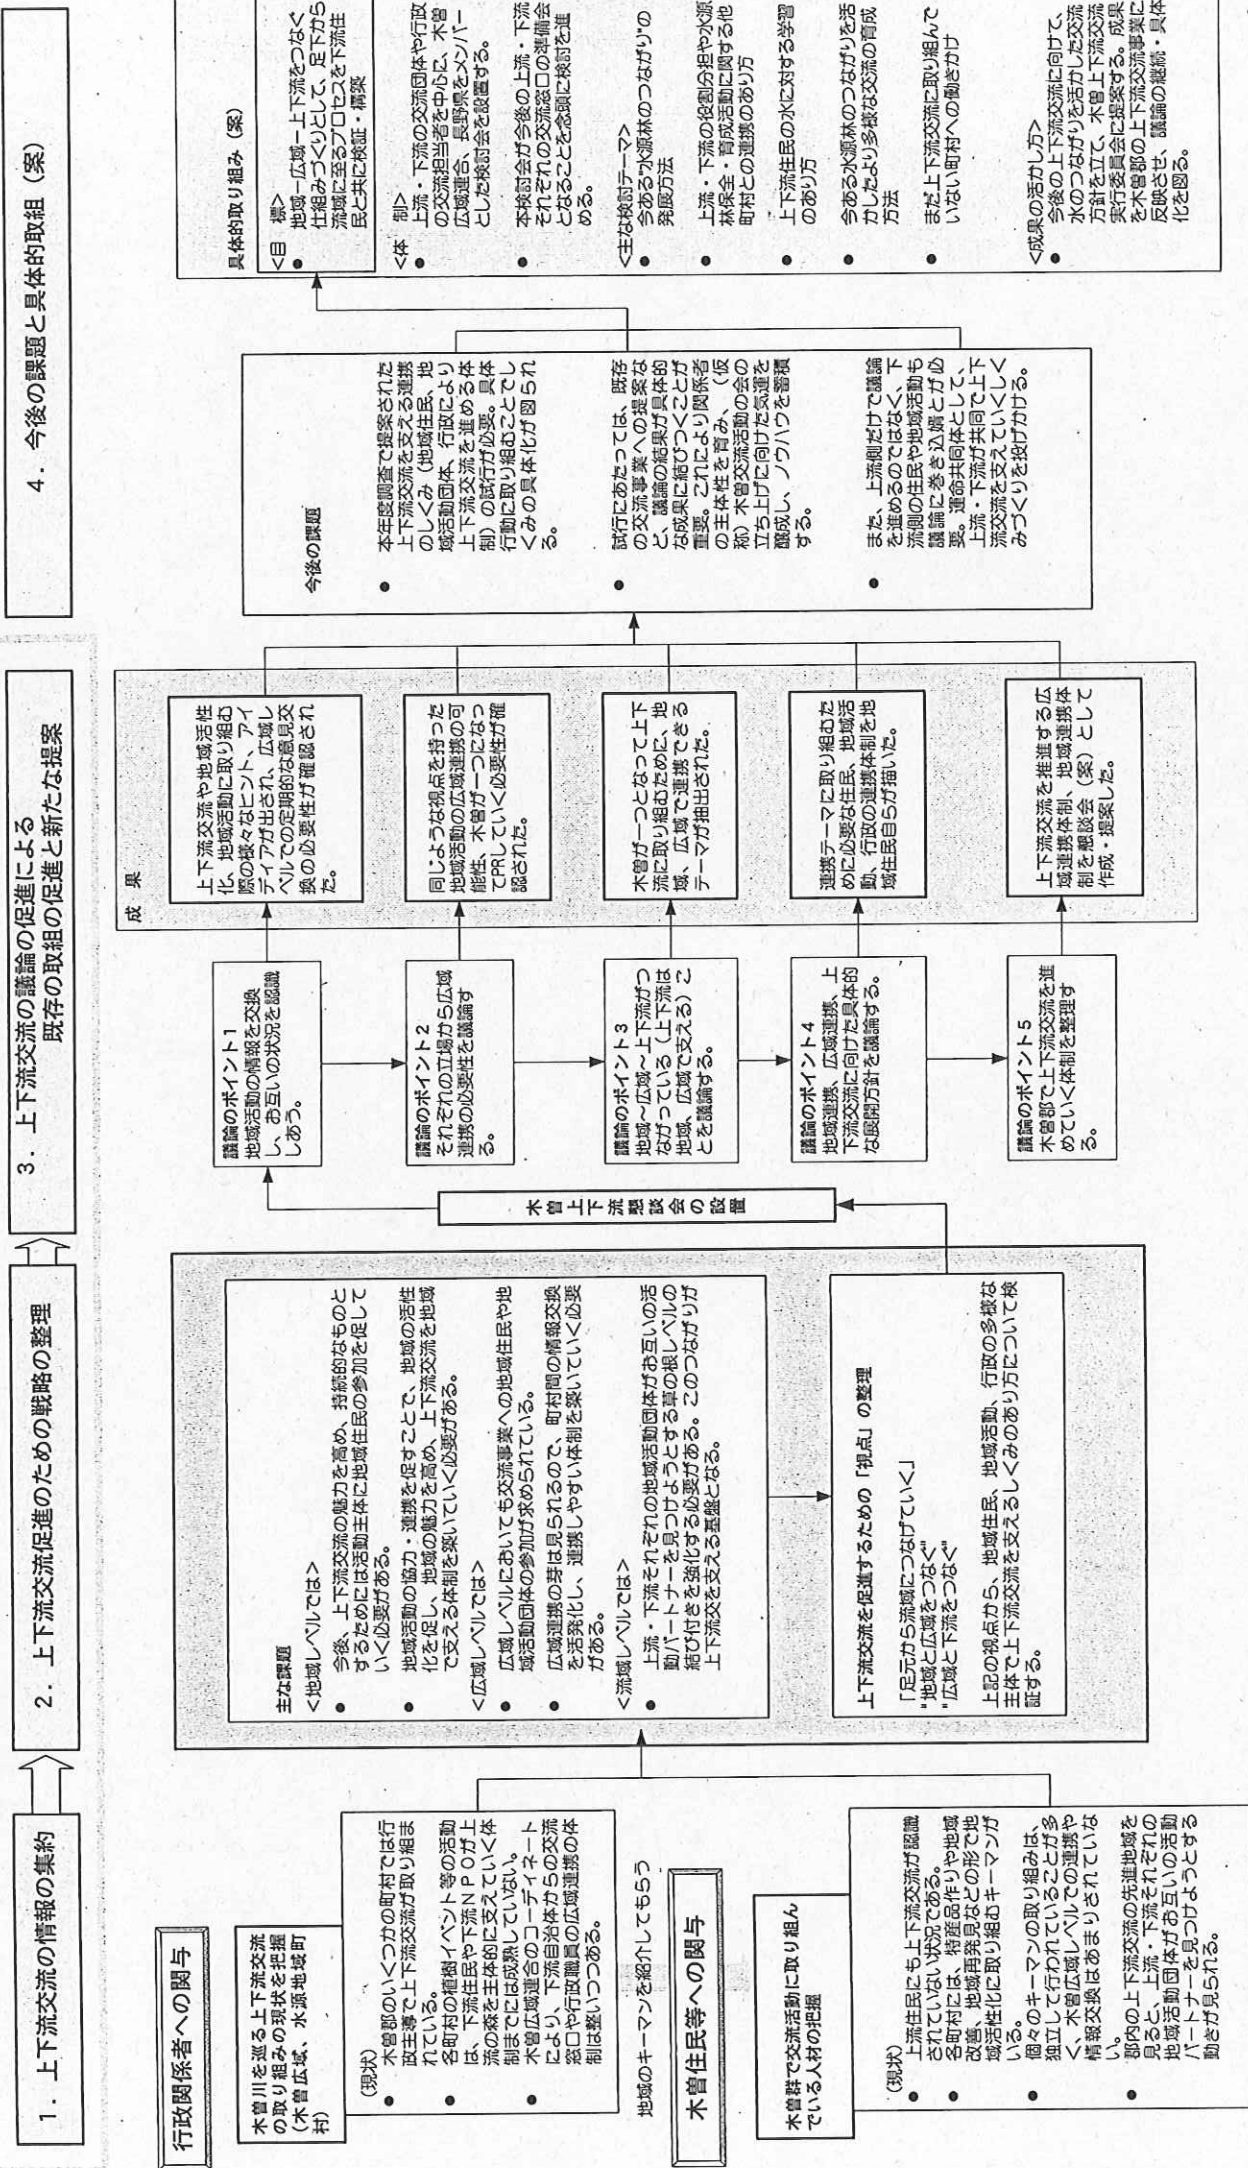 1．上下流交流の情報の集約
2．上下流交流促進のための戦略の整理
3．上下流交流の議論の促進による
既存の取組の促進と新たな提案
4．今後の課題と具体的取組（案）
行政関係者への関与
木曽川を巡る上下流交流
の取り組みの現状を把握
（木曽広域、水源地域町
村）
（現状）
● 木曽郡のいくつかの町村では行
政主導で上下流交流が取り組ま
れている。
● 各町村の植樹イベント等の活動
は、下流住民や下流ＮＰＯが上
流の森を主体的に支えていく体
制までには成熟していない。
● 木曽広域連合のコーディネート
により、下流自治体からの交流
窓口や行政職員の広域連携の体
制は整いつつある。
地域のキーマンを紹介してもらう
木曽住民等への関与
木曽群で交流活動に取り組ん
でいる人材の把握
（現状）
● 上流住民にも上下流交流が認識
されていない状況である。
● 各町村には、特産品作りや地域
改善、地域再発見などの形で地
域活性化に取り組むキーマンが
いる。
● 個々のキーマンの取り組みは、
独立して行われていることが多
く、木曽広域レベルでの連携や
情報交換はあまりされていな
い。
● 郡内の上下流交流の先進地域を
見ると、上流・下流それぞれの
地域活動団体がお互いの活動
パートナーを見つけようとする
動きが見られる。
主な課題
＜地域レベルでは＞
● 今後、上下流交流の魅力を高め、持続的なものと
するためには活動主体に地域住民の参加を促して
いく必要がある。
● 地域活動の協力・連携を促すことで、地域の活性
化を促し、地域の魅力を高め、上下流交流を地域
で支える体制を築いていく必要がある。
＜広域レベルでは＞
● 広域レベルにおいても交流事業への地域住民や地
域活動団体の参加が求められている。
● 広域連携の芽は見られるので、町村間の情報交換
を活発化し、連携しやすい体制を築いていく必要
がある。
＜流域レベルでは＞
● 上流・下流それぞれの地域活動団体がお互いの活
動パートナーを見つけようとする草の根レベルの
結び付きを強化する必要がある。このつながりが
上下流交を支える基盤となる。
上下流交流を促進するための「視点」の整理
「足元から流域につなげていく」
"地域と広域をつなぐ"
"広域と下流をつなぐ"
上記の視点から、地域住民、地域活動、行政の多様な
主体で上下流交流を支えるしくみのあり方について検
証する。
木曽上下流懇談会の設置
議論のポイント1
地域活動の情報を交換
し、お互いの状況を認識
しあう。
議論のポイント2
それぞれの立場から広域
連携の必要性を議論す
る。
議論のポイント3
地域～広域～上下流がつ
ながっている（上下流は
地域、広域で支える）こ
とを議論する。
議論のポイント4
地域連携、広域連携、上
下流交流に向けた具体的
な展開方針を議論する。
議論のポイント5
木曽郡で上下流交流を進
めていく体制を整理す
る。
成 果
上下流交流や地域活性
化、地域活動に取り組む
際の様々なヒント、アイ
ディアが出され、広域レ
ベルでの定期的な意見交
換の必要性が確認され
た。
同じような視点を持った
地域活動の広域連携の可
能性、木曽が一つになっ
てPRしていく必要性が確
認された。
木曽が一つとなって上下
流に取り組むために、地
域、広域で連携できる
テーマが抽出された。
連携テーマに取り組むた
めに必要な住民、地域活
動、行政の連携体制を地
域住民自らが描いた。
上下流交流を推進する広
域連携体制、地域連携体
制を懇談会（案）として
作成・提案した。
今後の課題
● 本年度調査で提案された
上下流交流を支える連携
のしくみ（地域住民、地
域活動団体、行政により
上下流交流を進める体
制）の試行が必要。具体
行動に取り組むことでし
くみの具体化が図られ
る。
● 試行にあたっては、既存
の交流事業への提案な
ど、議論の結果が具体的
な成果に結びつくことが
重要。これにより関係者
の主体性を育み、（仮
称）木曽交流活動の会の
立ち上げに向けた気運を
醸成し、ノウハウを蓄積
する。
● また、上流側だけで議論
を進めるのではなく、下
流側の住民や地域活動も
議論に巻き込婿とが必
要。運命共同体として、
上流・下流が共同で上下
流交流を支えていくしく
みづくりを投げかける。
具体的取り組み（案）
＜目　標＞
● 地域－広域－上下流をつなぐ
仕組みづくりとして、足下から
流域に至るプロセスを下流住
民と共に検証・構築
＜体　制＞
● 上流・下流の交流団体や行政
の交流担当者を中心に、木曽
広域連合、長野県をメンバー
とした検討会を設置する。
● 本検討会が今後の上流・下流
それぞれの交流窓口の準備会
となることを念頭に検討を進
める。
＜主な検討テーマ＞
● 今ある"水源林のつながり"の
発展方法
● 上流・下流の役割分担や水源
林保全・育成活動に関する他
町村との連携のあり方
● 上下流住民の水に対する学習
のあり方
● 今ある水源林のつながりを活
かしたより多様な交流の育成
方法
● まだ上下流交流に取り組んで
いない町村への働きかけ
＜成果の活かし方＞
● 今後の上下流交流に向けて、
水のつながりを活かした交流
方針を立て、木曽上下流交流
実行委員会に提案する。成果
を木曽郡の上下流交流事業に
反映させ、議論の継続・具体
化を図る。